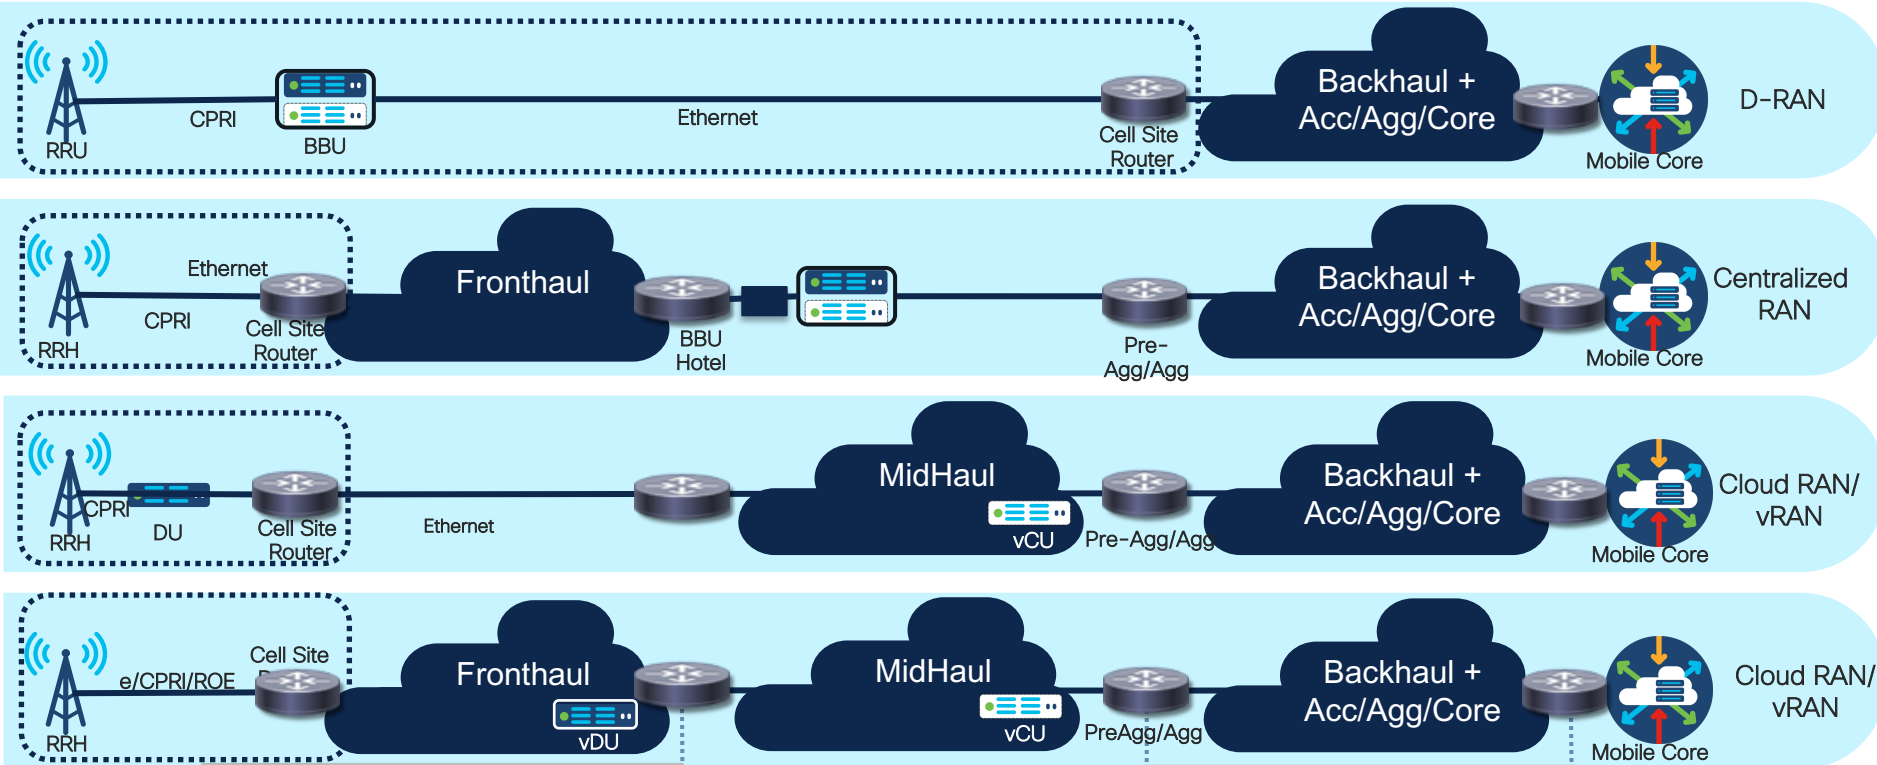 RRU
CPRI
BBU
Ethernet
Cell Site
Router
Backhaul +
Acc/Agg/Core
Mobile Core
D-RAN
RRH
Ethernet
CPRI
Cell Site
Router
Fronthaul
BBU
Hotel
Pre-
Agg/Agg
Backhaul +
Acc/Agg/Core
Mobile Core
Centralized
RAN
RRH
CPRI
DU
Cell Site
Router
Ethernet
MidHaul
vCU
Pre-Agg/Agg
Backhaul +
Acc/Agg/Core
Mobile Core
Cloud RAN/
vRAN
RRH
e/CPRI/ROE
Cell Site
Fronthaul
vDU
MidHaul
vCU
PreAgg/Agg
Backhaul +
Acc/Agg/Core
Mobile Core
Cloud RAN/
vRAN